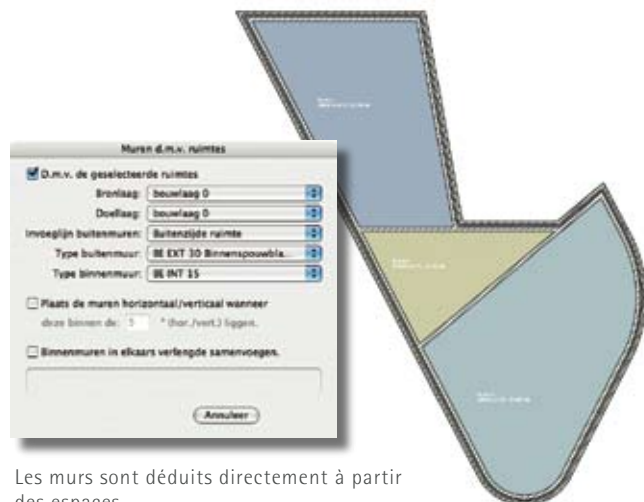 Muren d.m.v. ruimtes
D.m.v. de geselecteerde ruimtes
Bronlaag: bouwlaag 0
Doellaag: bouwlaag 0
Invoeglijn buitenmuren: Buitenzijde ruimte
Type buitenmuur: BE EXT 30 Binnenspouwbla...
Type binnenmuur: BE INT 15
Plaats de muren horizontaal/verticaal wanneer
deze binnen de: ° (hor./vert.) liggen.
Binnenmuren in elkaars verlengde samenvoegen.
Annuleer
Les murs sont déduits directement à partir
des espaces